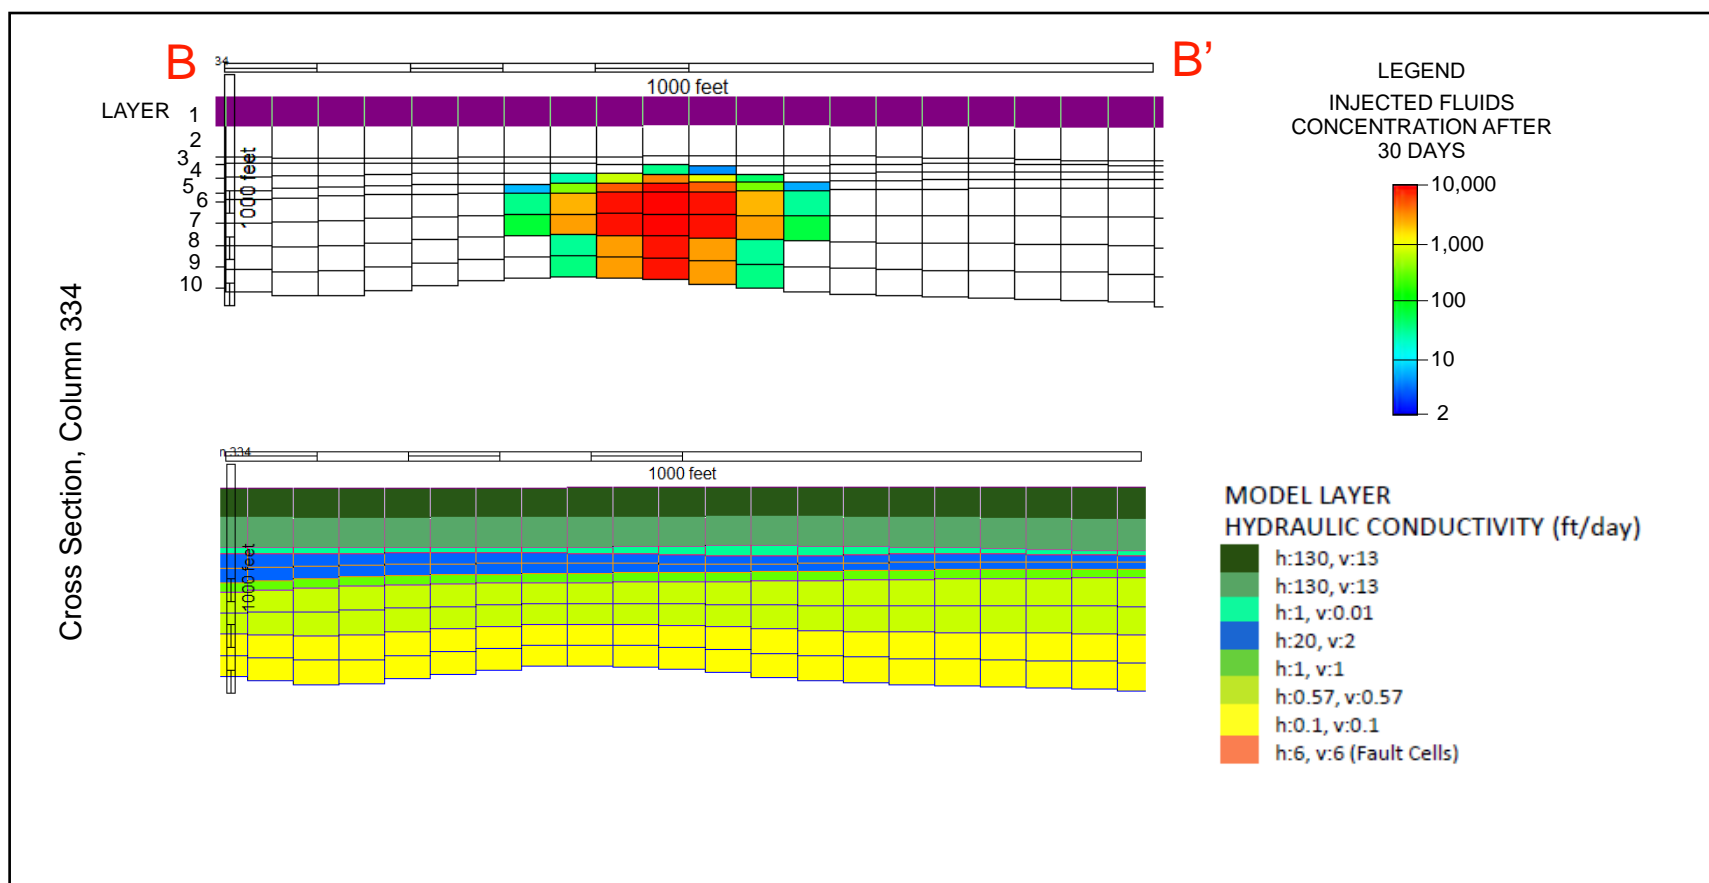 B
B’
34
1000 feet
LAYER
1
2
3
4
5
6
7
8
9
10
1000 feet
LEGEND
INJECTED FLUIDS
CONCENTRATION AFTER
30 DAYS
10,000
1,000
100
10
2
Cross Section, Column 334
n 334
1000 feet
1000 feet
MODEL LAYER
HYDRAULIC CONDUCTIVITY (ft/day)
h:130, v:13
h:130, v:13
h:1, v:0.01
h:20, v:2
h:1, v:1
h:0.57, v:0.57
h:0.1, v:0.1
h:6, v:6 (Fault Cells)